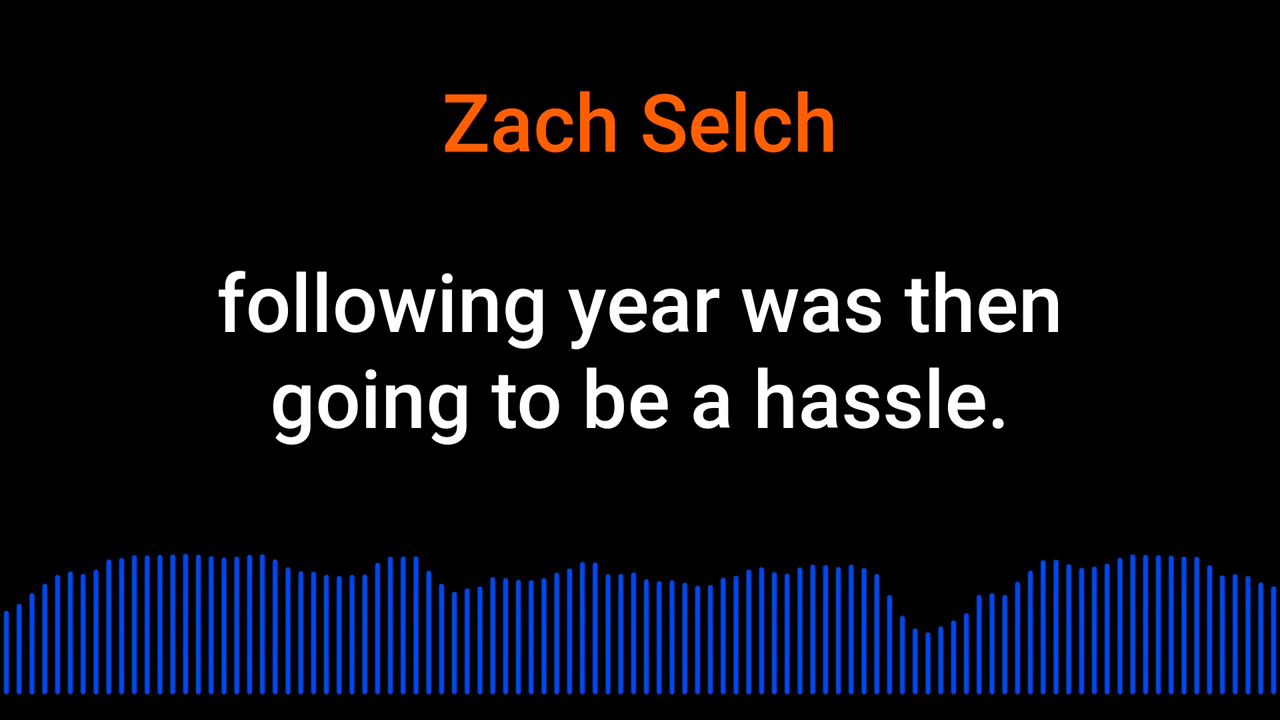 Zach Selch
following year was then
going to be a hassle.